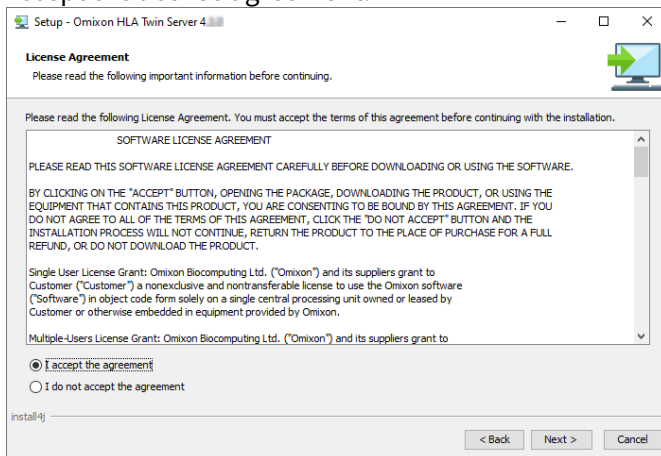 Setup - Omixon HLA Twin Server 4
License Agreement
Please read the following important information before continuing.
Please read the following License Agreement. You must accept the terms of this agreement before continuing with the installation.
SOFTWARE LICENSE AGREEMENT
PLEASE READ THIS SOFTWARE LICENSE AGREEMENT CAREFULLY BEFORE DOWNLOADING OR USING THE SOFTWARE.
BY CLICKING ON THE "ACCEPT" BUTTON, OPENING THE PACKAGE, DOWNLOADING THE PRODUCT, OR USING THE
EQUIPMENT THAT CONTAINS THIS PRODUCT, YOU ARE CONSENTING TO BE BOUND BY THIS AGREEMENT. IF YOU
DO NOT AGREE TO ALL OF THE TERMS OF THIS AGREEMENT, CLICK THE "DO NOT ACCEPT" BUTTON AND THE
INSTALLATION PROCESS WILL NOT CONTINUE, RETURN THE PRODUCT TO THE PLACE OF PURCHASE FOR A FULL
REFUND, OR DO NOT DOWNLOAD THE PRODUCT.
Single User License Grant: Omixon Biocomputing Ltd. ("Omixon") and its suppliers grant to
Customer ("Customer") a nonexclusive and nontransferable license to use the Omixon software
("Software") in object code form solely on a single central processing unit owned or leased by
Customer or otherwise embedded in equipment provided by Omixon.
Multiple-Users License Grant: Omixon Biocomputing Ltd. ("Omixon") and its suppliers grant to
I accept the agreement
I do not accept the agreement
install4j
< Back Next > Cancel